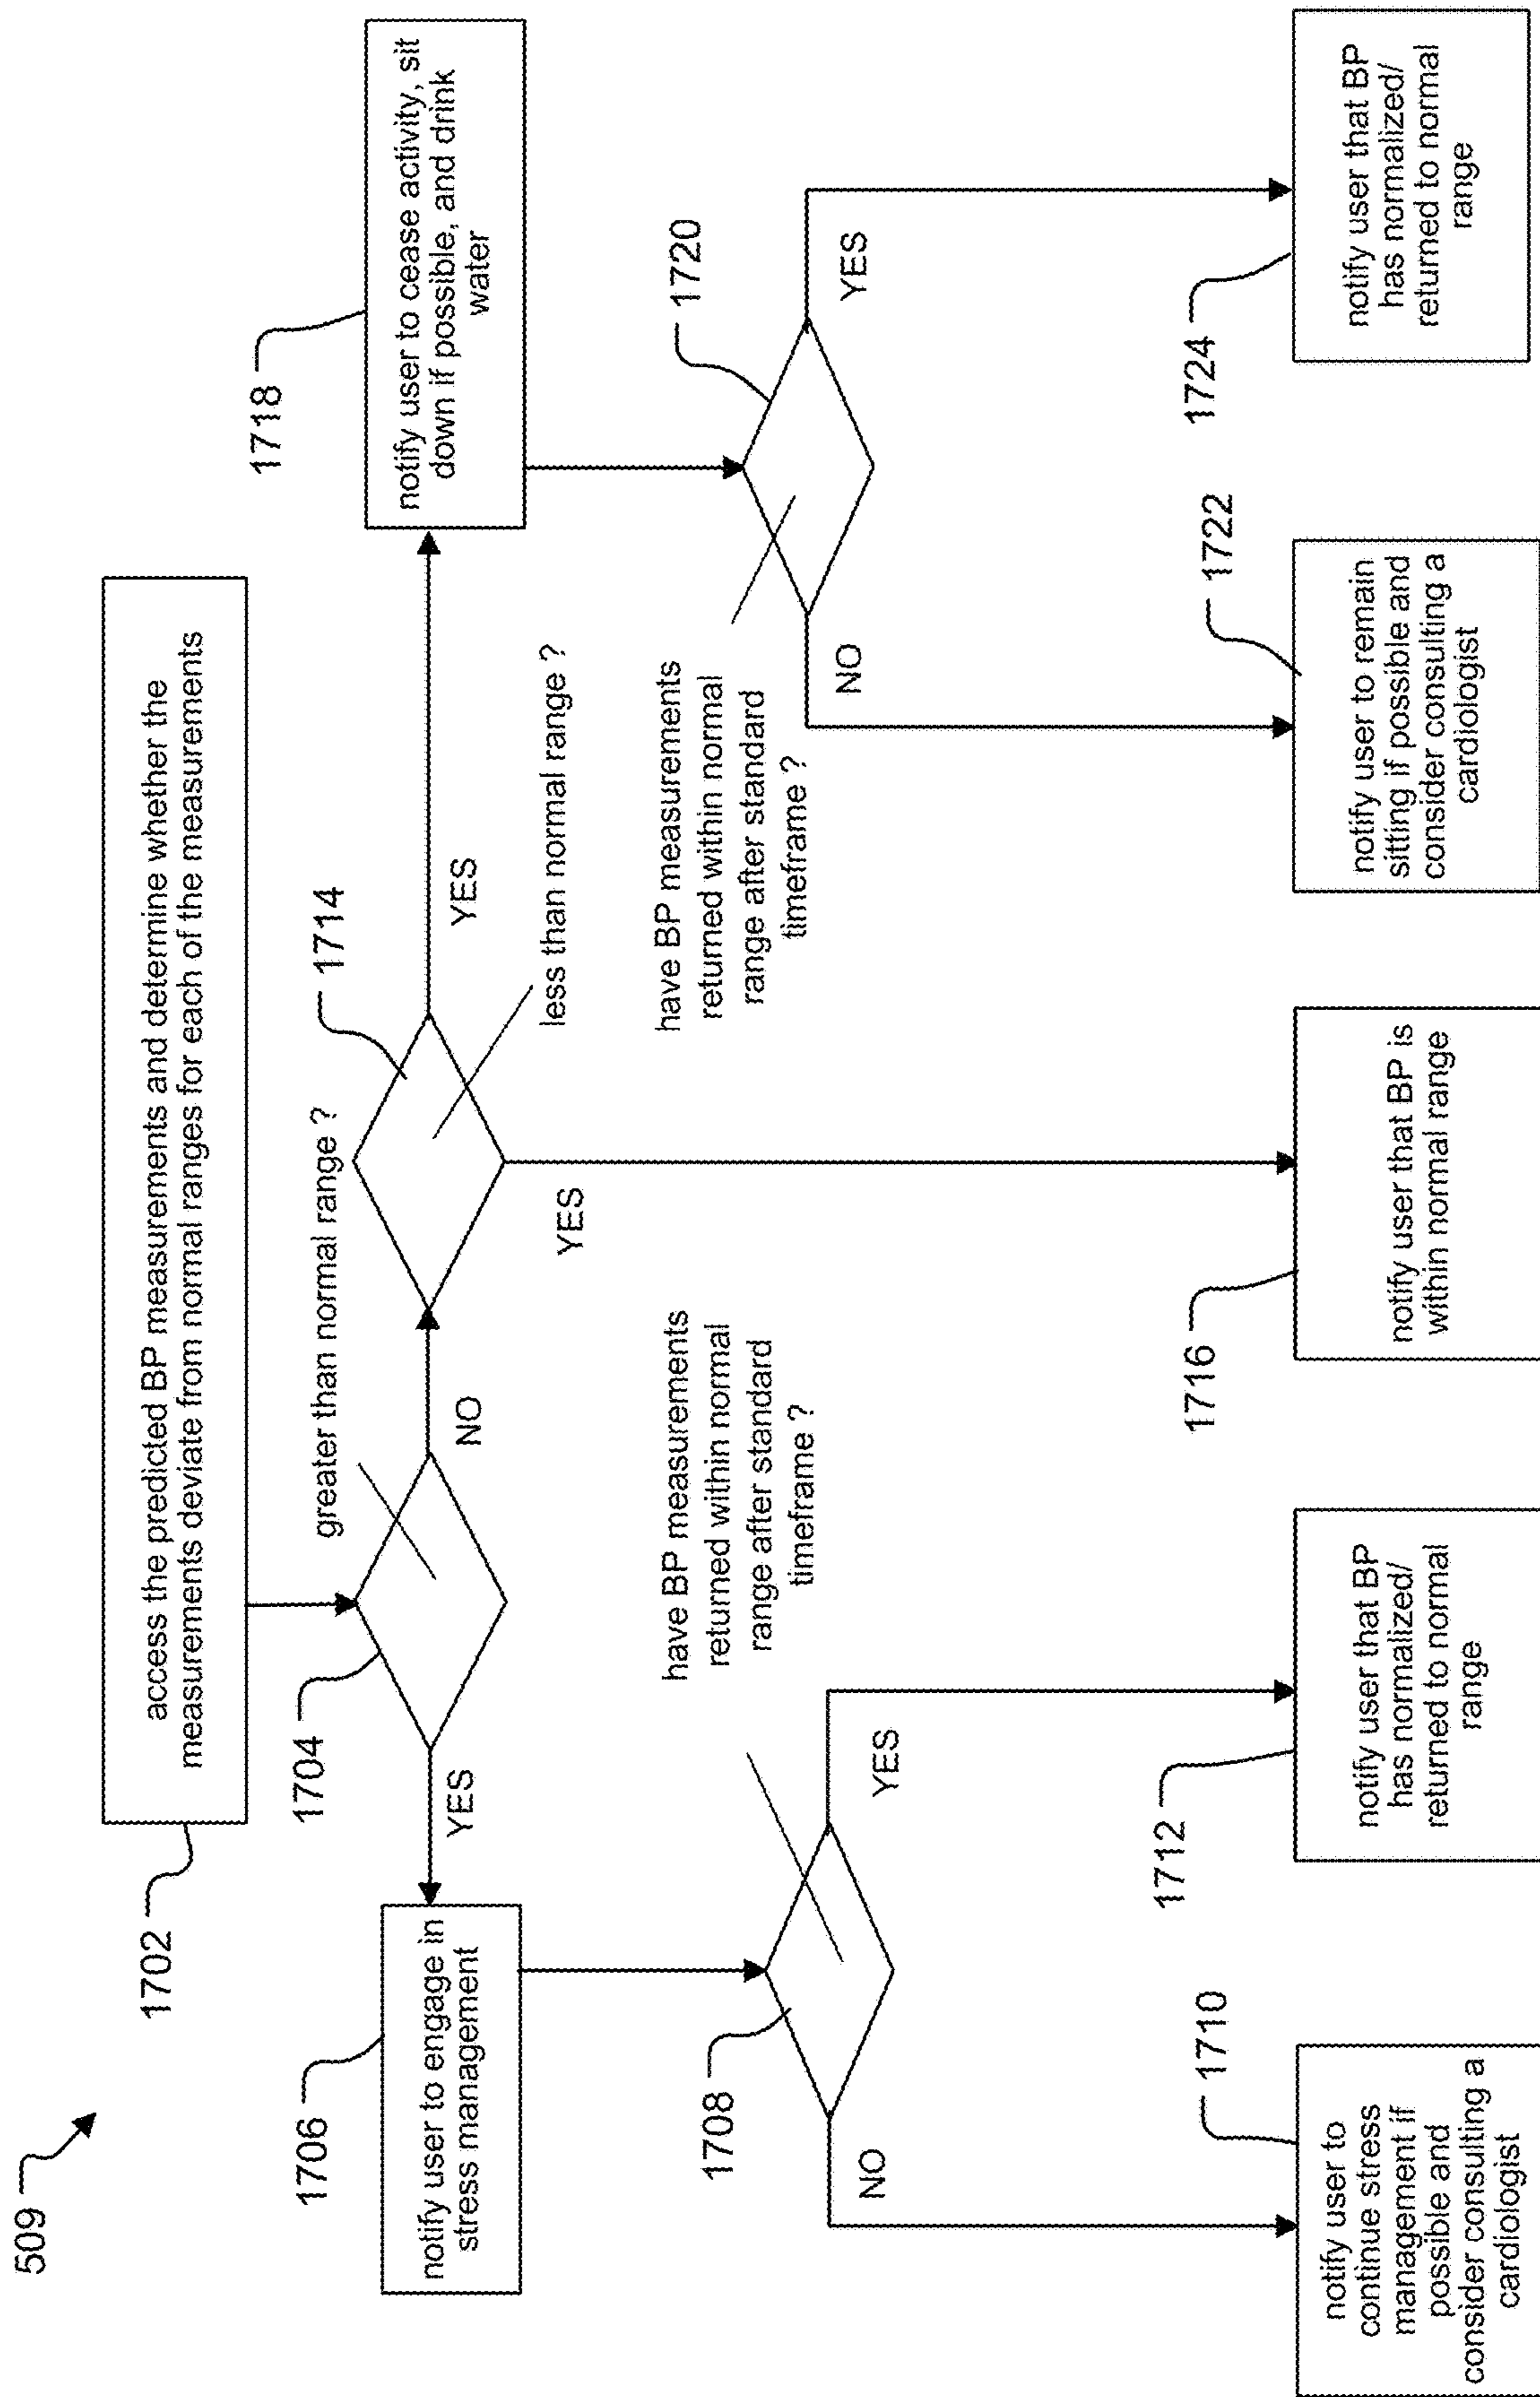 509
1702
access the predicted BP measurements and determine whether the
measurements deviate from normal ranges for each of the measurements
1704
greater than normal range ?
YES
NO
1706
notify user to engage in
stress management
1714
less than normal range ?
YES
YES
1718
notify user to cease activity, sit
down if possible, and drink
water
1708
have BP measurements
returned within normal
range after standard
timeframe ?
NO
YES
1720
have BP measurements
returned within normal
range after standard
timeframe ?
NO
YES
1710
notify user to
continue stress
management if
possible and
consider consulting a
cardiologist
1712
notify user that BP
has normalized/
returned to normal
range
1716
notify user that BP is
within normal range
1722
notify user to remain
sitting if possible and
consider consulting a
cardiologist
1724
notify user that BP
has normalized/
returned to normal
range